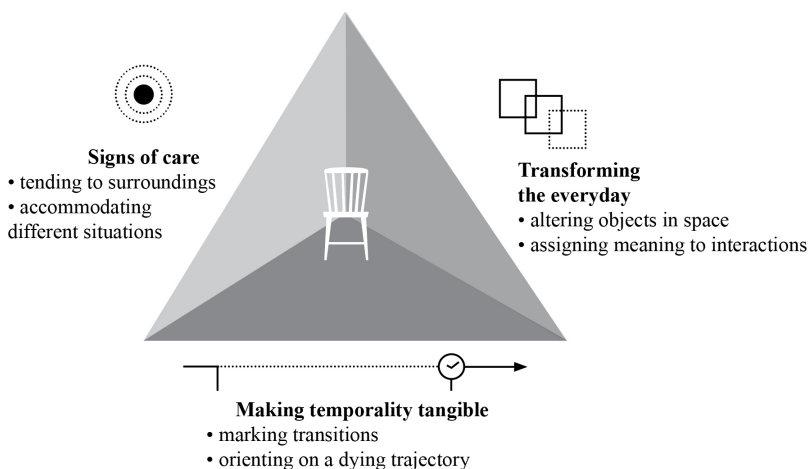 Signs of care
• tending to surroundings
• accommodating
different situations
Transforming
the everyday
• altering objects in space
• assigning meaning to interactions
Making temporality tangible
• marking transitions
• orienting on a dying trajectory